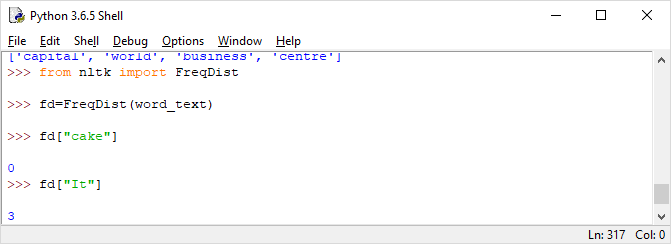 Python 3.6.5 Shell
File Edit Shell Debug Options Window Help
['capital', 'world', 'business', 'centre']
>>> from nltk import FreqDist
>>> fd=FreqDist(word_text)
>>> fd["cake"]
0
>>> fd["It"]
3
Ln: 317 Col: 0